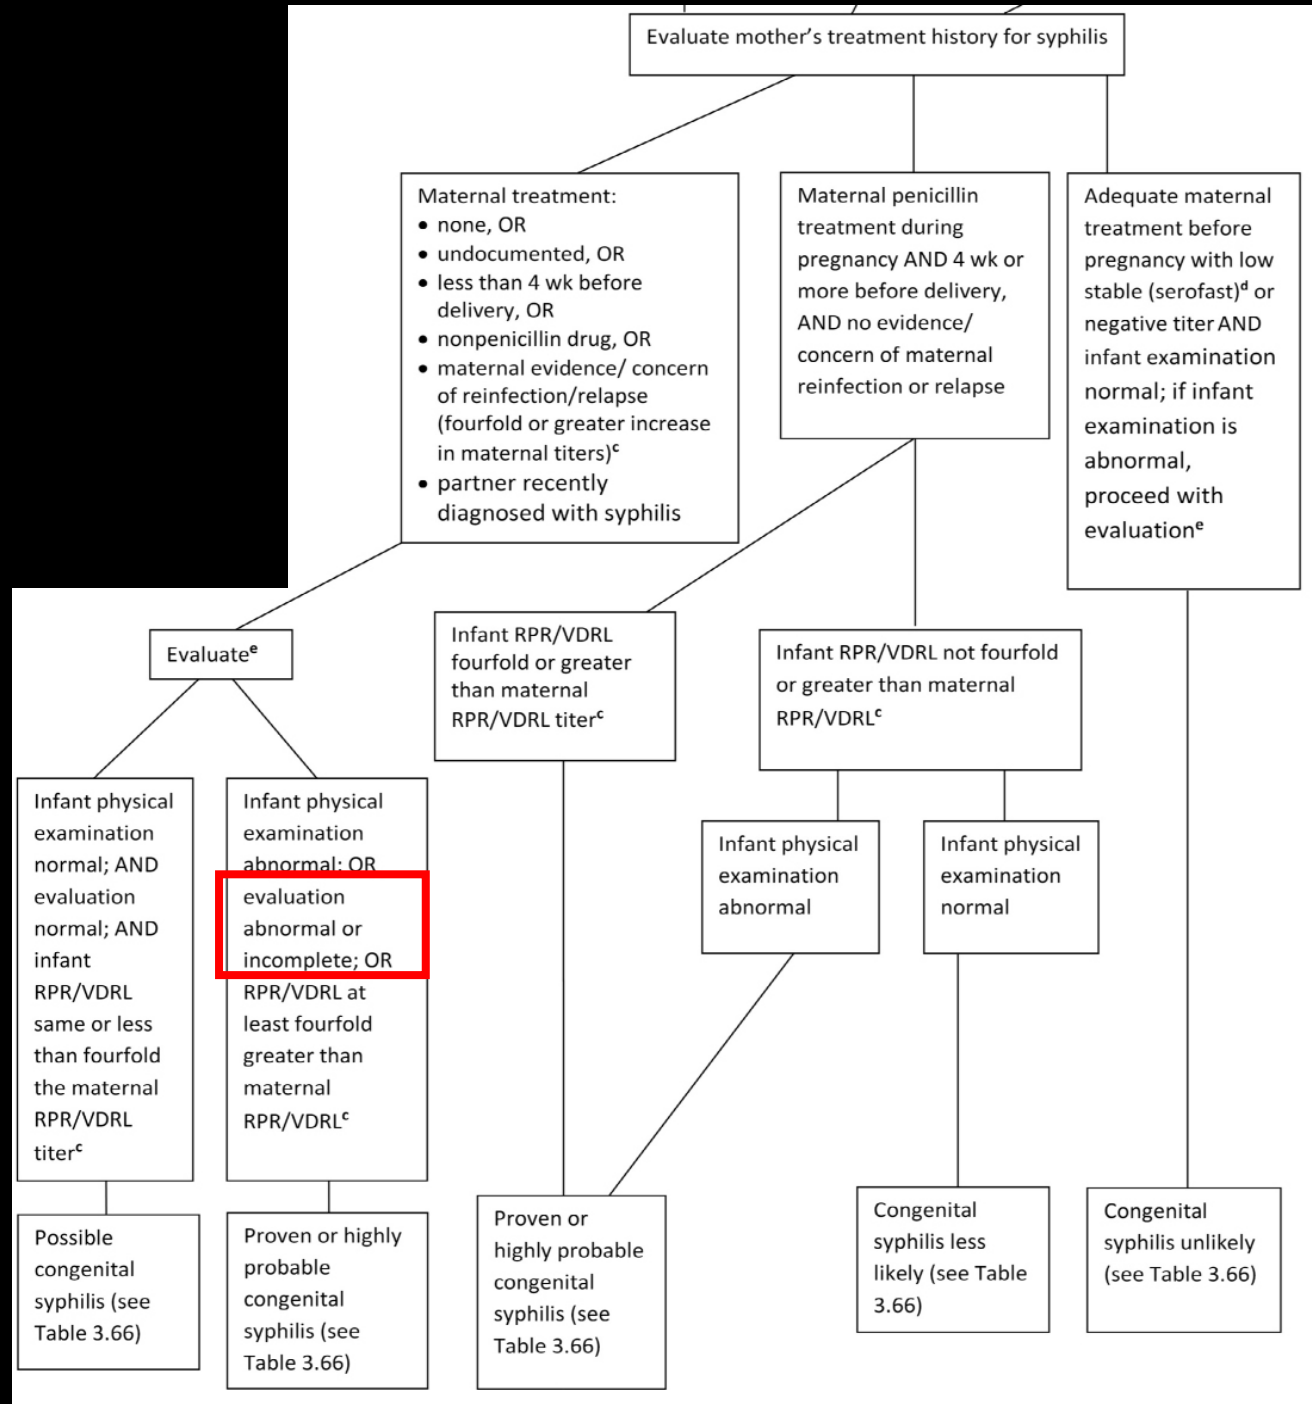 Evaluate mother's treatment history for syphilis
Maternal treatment:
• none, OR
• undocumented, OR
• less than 4 wk before
delivery, OR
• nonpenicillin drug, OR
• maternal evidence/ concern
of reinfection/relapse
(fourfold or greater increase
in maternal titers)ᶜ
• partner recently
diagnosed with syphilis
Maternal penicillin
treatment during
pregnancy AND 4 wk or
more before delivery,
AND no evidence/
concern of maternal
reinfection or relapse
Adequate maternal
treatment before
pregnancy with low
stable (serofast)ᵈ or
negative titer AND
infant examination
normal; if infant
examination is
abnormal,
proceed with
evaluationᵉ
Evaluateᵉ
Infant RPR/VDRL
fourfold or greater
than maternal
RPR/VDRL titerᶜ
Infant RPR/VDRL not fourfold
or greater than maternal
RPR/VDRLᶜ
Infant physical
examination
normal; AND
evaluation
normal; AND
infant
RPR/VDRL
same or less
than fourfold
the maternal
RPR/VDRL
titerᶜ
Infant physical
examination
abnormal; OR
evaluation
abnormal or
incomplete; OR
RPR/VDRL at
least fourfold
greater than
maternal
RPR/VDRLᶜ
Infant physical
examination
abnormal
Infant physical
examination
normal
Possible
congenital
syphilis (see
Table 3.66)
Proven or highly
probable
congenital
syphilis (see
Table 3.66)
Proven or
highly probable
congenital
syphilis (see
Table 3.66)
Congenital
syphilis less
likely (see Table
3.66)
Congenital
syphilis unlikely
(see Table 3.66)